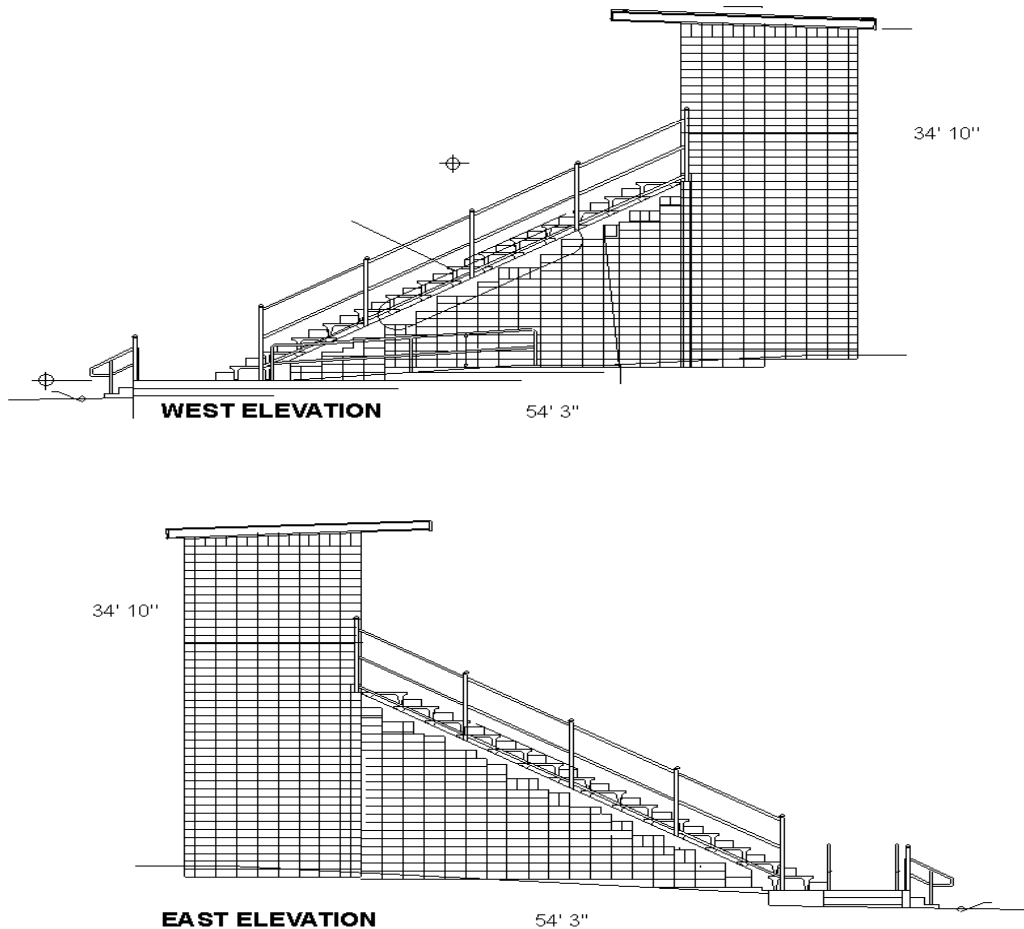 34' 10"
WEST ELEVATION
54' 3"
34' 10"
EAST ELEVATION
54' 3"